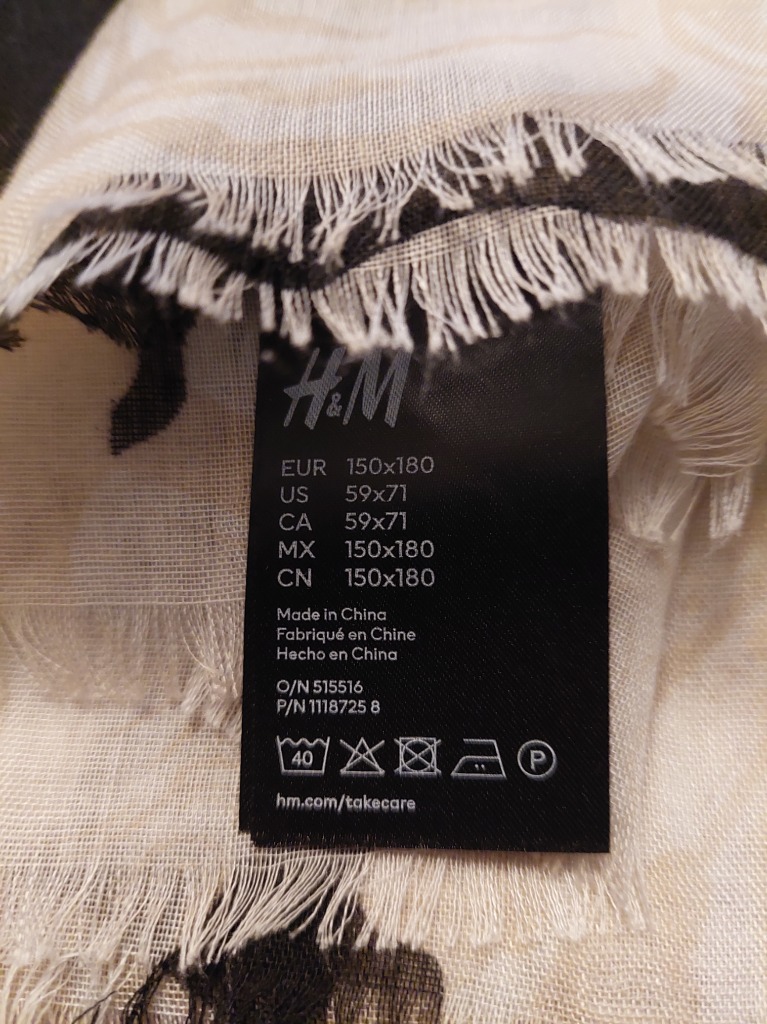 H&M
EUR 150x180
US 59x71
CA 59x71
MX 150x180
CN 150x180
Made in China
Fabriqué en Chine
Hecho en China
O/N 515516
P/N 1118725 8
40 P
hm.com/takecare